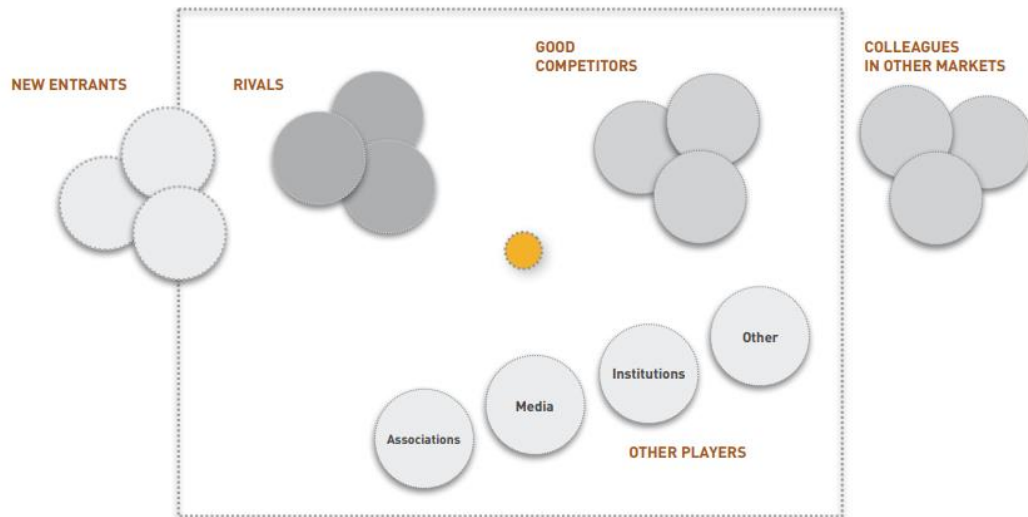 NEW ENTRANTS
RIVALS
GOOD
COMPETITORS
COLLEAGUES
IN OTHER MARKETS
Other
Institutions
Media
Associations
OTHER PLAYERS